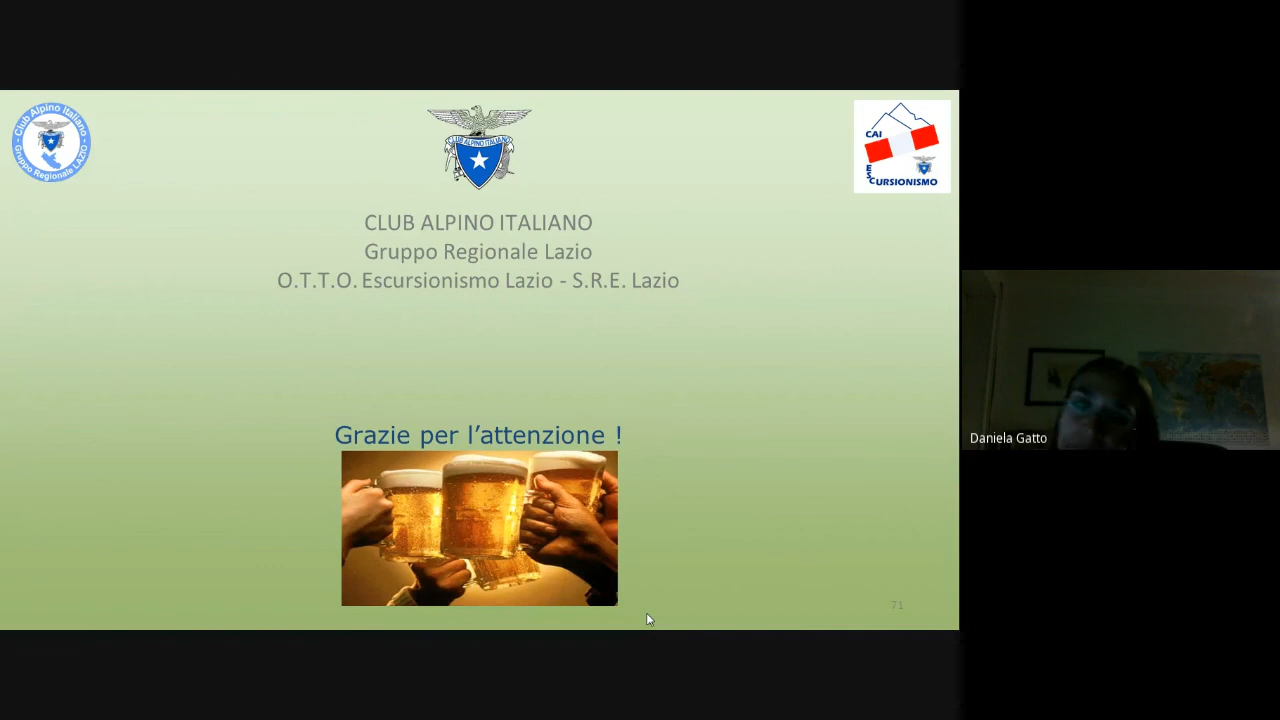 Club Alpino Italiano
Gruppo Regionale LAZIO
CLUB ALPINO ITALIANO
CAI
ESCURSIONISMO
CLUB ALPINO ITALIANO
Gruppo Regionale Lazio
O.T.T.O. Escursionismo Lazio - S.R.E. Lazio
Grazie per l'attenzione !
71
Daniela Gatto